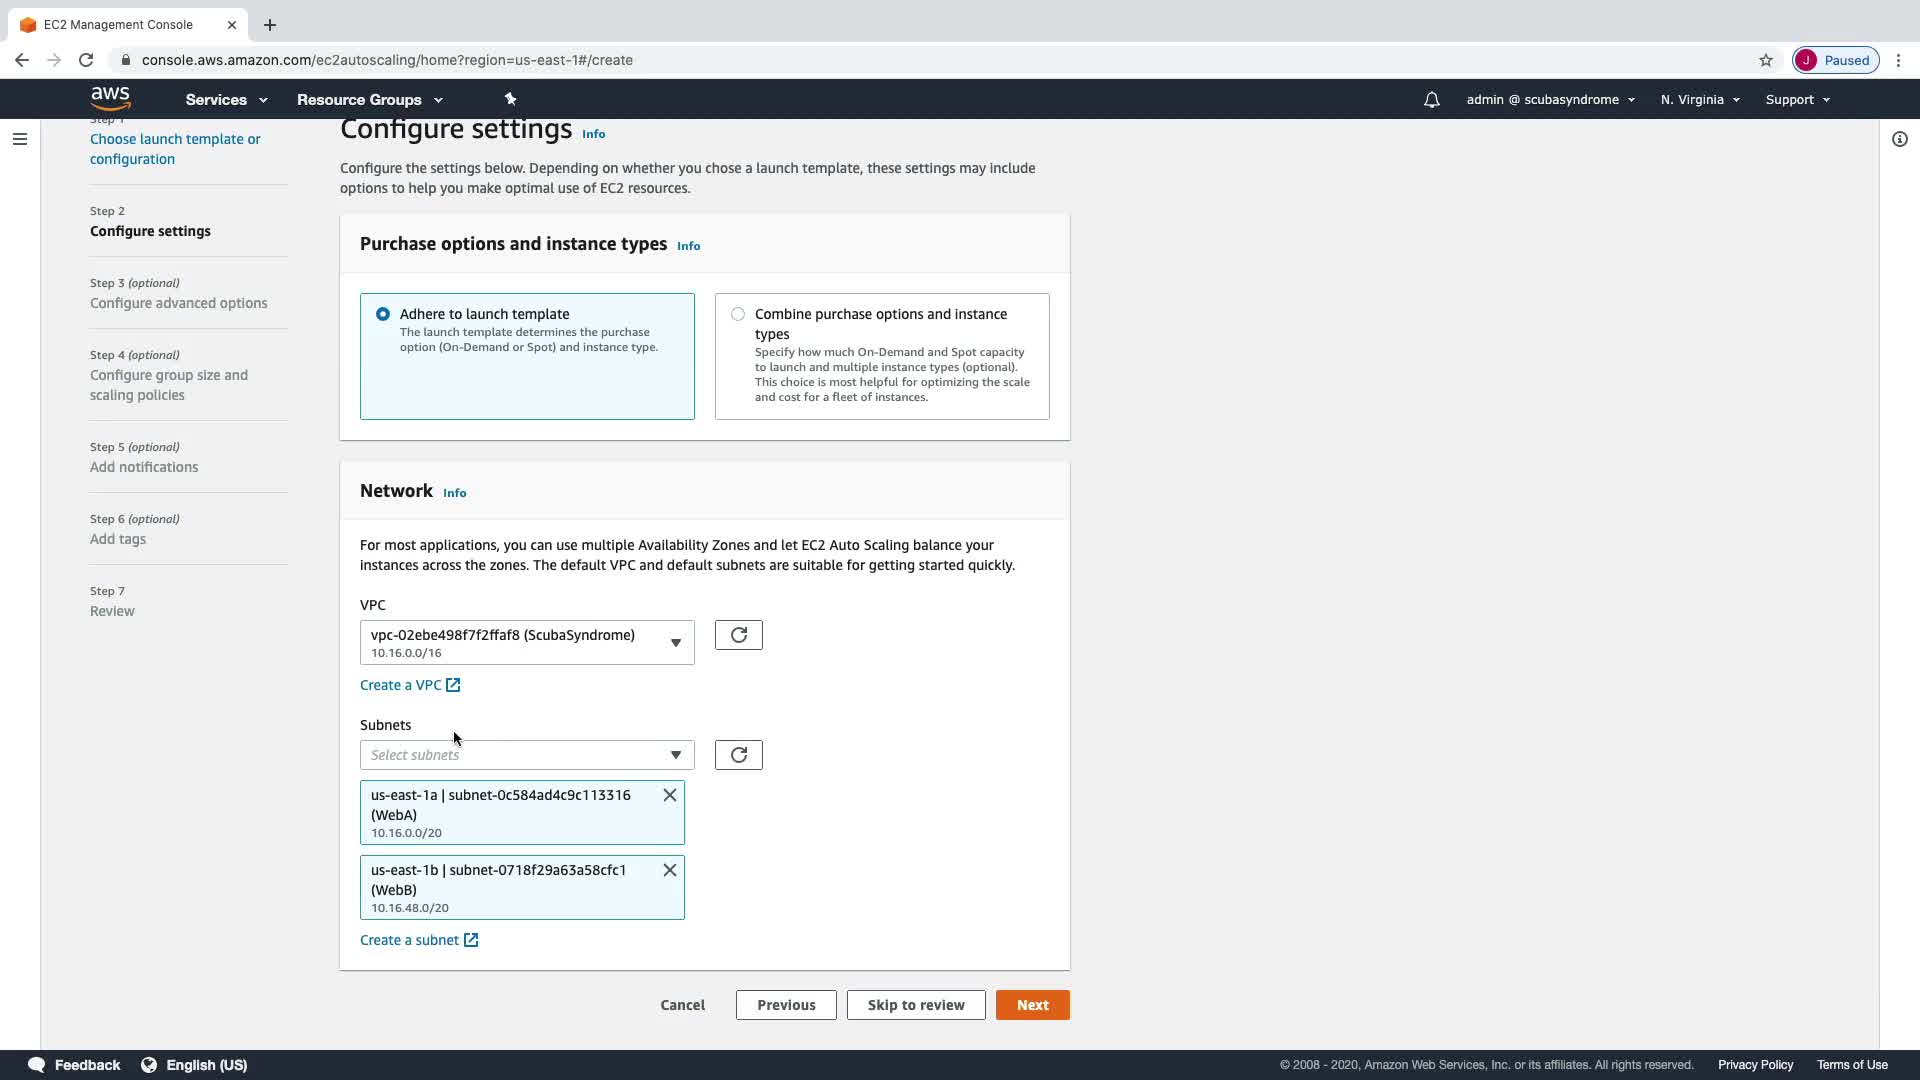 EC2 Management Console
console.aws.amazon.com/ec2autoscaling/home?region=us-east-1#/create
J Paused
aws
Services
Resource Groups
admin @ scubasyndrome
N. Virginia
Support
Step 1
Choose launch template or
configuration
Step 2
Configure settings
Step 3 (optional)
Configure advanced options
Step 4 (optional)
Configure group size and
scaling policies
Step 5 (optional)
Add notifications
Step 6 (optional)
Add tags
Step 7
Review
Configure settings Info
Configure the settings below. Depending on whether you chose a launch template, these settings may include
options to help you make optimal use of EC2 resources.
Purchase options and instance types Info
Adhere to launch template
The launch template determines the purchase
option (On-Demand or Spot) and instance type.
Combine purchase options and instance
types
Specify how much On-Demand and Spot capacity
to launch and multiple instance types (optional).
This choice is most helpful for optimizing the scale
and cost for a fleet of instances.
Network Info
For most applications, you can use multiple Availability Zones and let EC2 Auto Scaling balance your
instances across the zones. The default VPC and default subnets are suitable for getting started quickly.
VPC
vpc-02ebe498f7f2ffaf8 (ScubaSyndrome)
10.16.0.0/16
Create a VPC
Subnets
Select subnets
us-east-1a | subnet-0c584ad4c9c113316
(WebA)
10.16.0.0/20
us-east-1b | subnet-0718f29a63a58cfc1
(WebB)
10.16.48.0/20
Create a subnet
Cancel
Previous
Skip to review
Next
Feedback
English (US)
© 2008 - 2020, Amazon Web Services, Inc. or its affiliates. All rights reserved.
Privacy Policy
Terms of Use